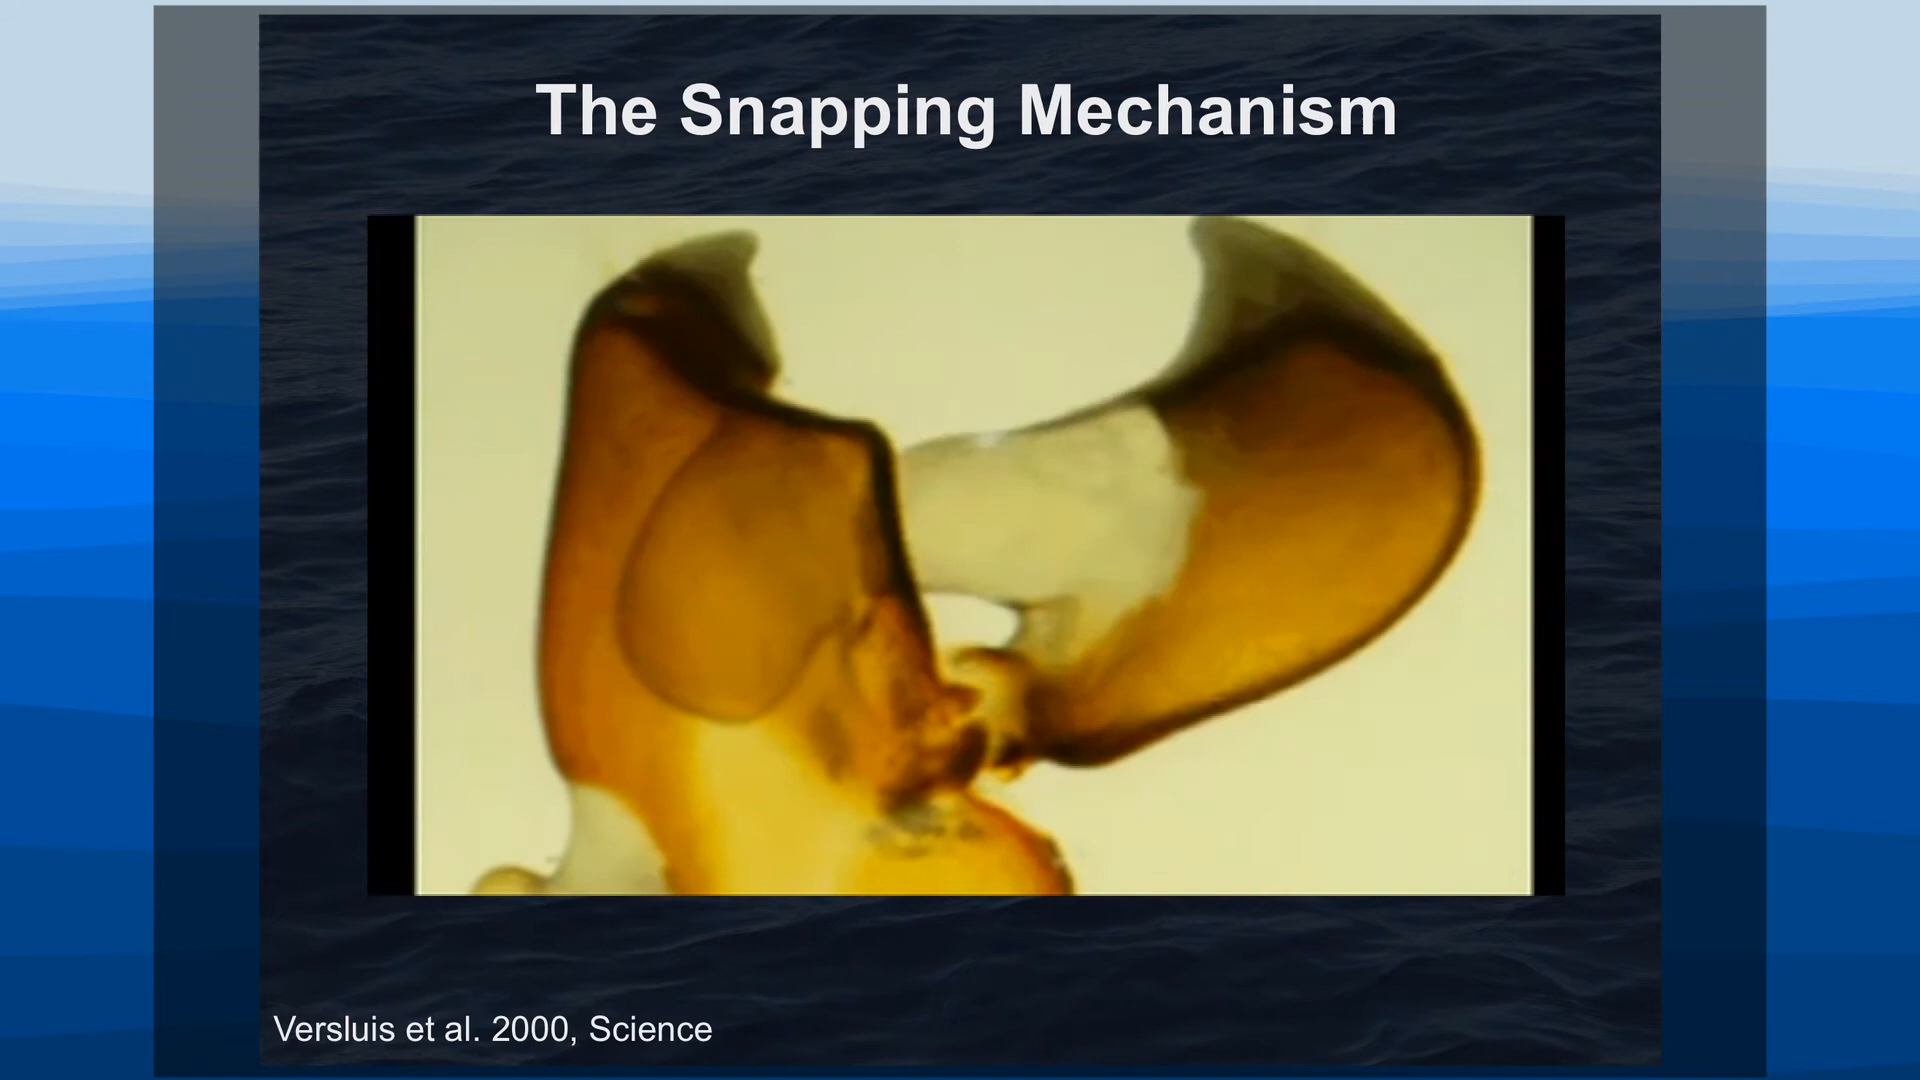 The Snapping Mechanism
Versluis et al. 2000, Science